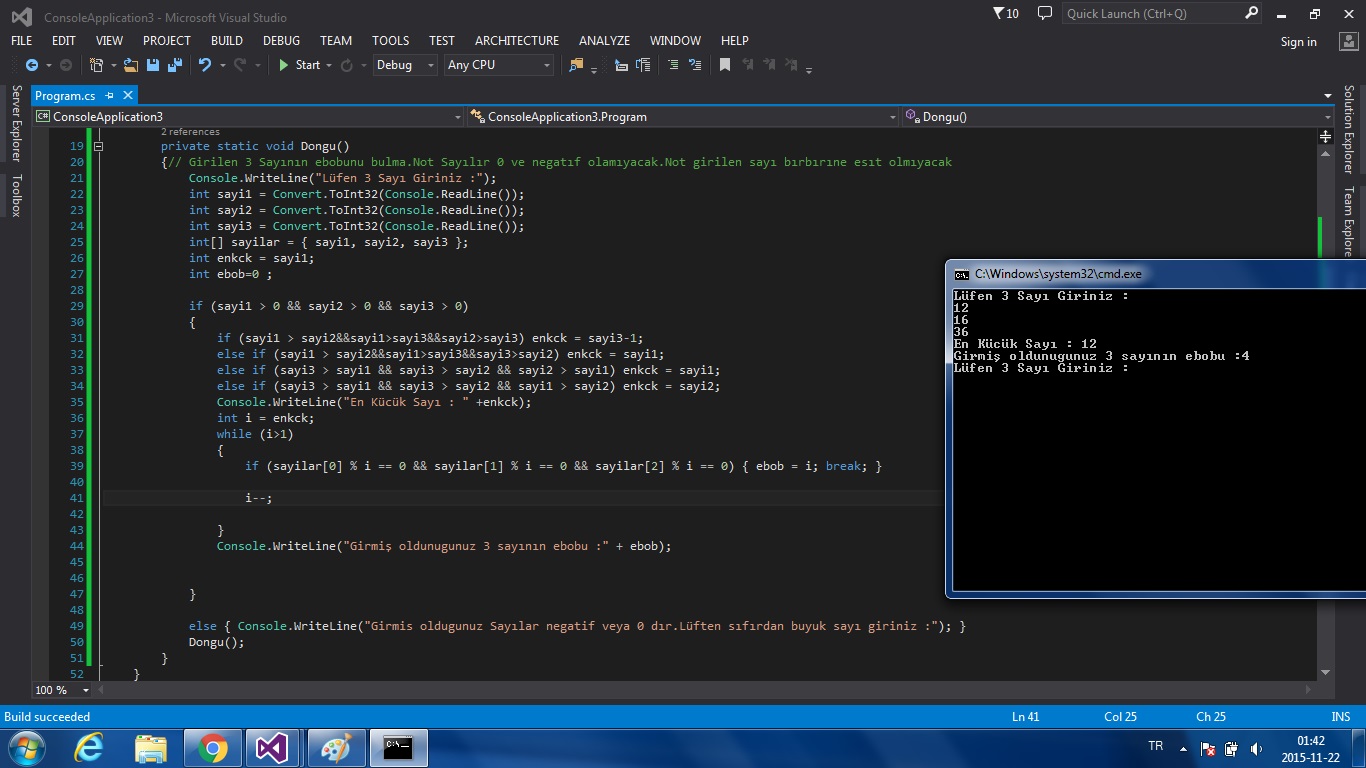 ConsoleApplication3 - Microsoft Visual Studio
10
Quick Launch (Ctrl+Q)
FILE EDIT VIEW PROJECT BUILD DEBUG TEAM TOOLS TEST ARCHITECTURE ANALYZE WINDOW HELP
Sign in
Start
Debug
Any CPU
Server Explorer
Toolbox
Solution Explorer
Team Explore
Program.cs
C# ConsoleApplication3
ConsoleApplication3.Program
Dongu()
2 references
19 private static void Dongu()
20 {// Girilen 3 Sayının ebobunu bulma.Not Sayılır 0 ve negatıf olamıyacak.Not girilen sayı bırbırıne esıt olmıyacak
21 Console.WriteLine("Lüfen 3 Sayı Giriniz :");
22 int sayi1 = Convert.ToInt32(Console.ReadLine());
23 int sayi2 = Convert.ToInt32(Console.ReadLine());
24 int sayi3 = Convert.ToInt32(Console.ReadLine());
25 int[] sayilar = { sayi1, sayi2, sayi3 };
26 int enkck = sayi1;
27 int ebob=0 ;
28
29 if (sayi1 > 0 && sayi2 > 0 && sayi3 > 0)
30 {
31 if (sayi1 > sayi2&&sayi1>sayi3&&sayi2>sayi3) enkck = sayi3-1;
32 else if (sayi1 > sayi2&&sayi1>sayi3&&sayi3>sayi2) enkck = sayi1;
33 else if (sayi3 > sayi1 && sayi3 > sayi2 && sayi2 > sayi1) enkck = sayi1;
34 else if (sayi3 > sayi1 && sayi3 > sayi2 && sayi1 > sayi2) enkck = sayi2;
35 Console.WriteLine("En Kücük Sayı : " +enkck);
36 int i = enkck;
37 while (i>1)
38 {
39 if (sayilar[0] % i == 0 && sayilar[1] % i == 0 && sayilar[2] % i == 0) { ebob = i; break; }
40
41 i--;
42
43 }
44 Console.WriteLine("Girmiş oldunugunuz 3 sayının ebobu :" + ebob);
45
46
47 }
48
49 else { Console.WriteLine("Girmis oldugunuz Sayılar negatif veya 0 dır.Lüften sıfırdan buyuk sayı giriniz :"); }
50 Dongu();
51 }
52 }
C:\Windows\system32\cmd.exe
Lüfen 3 Sayı Giriniz :
12
16
36
En Kücük Sayı : 12
Girmiş oldunugunuz 3 sayının ebobu :4
Lüfen 3 Sayı Giriniz :
100 %
Build succeeded
Ln 41 Col 25 Ch 25 INS
TR
01:42
2015-11-22